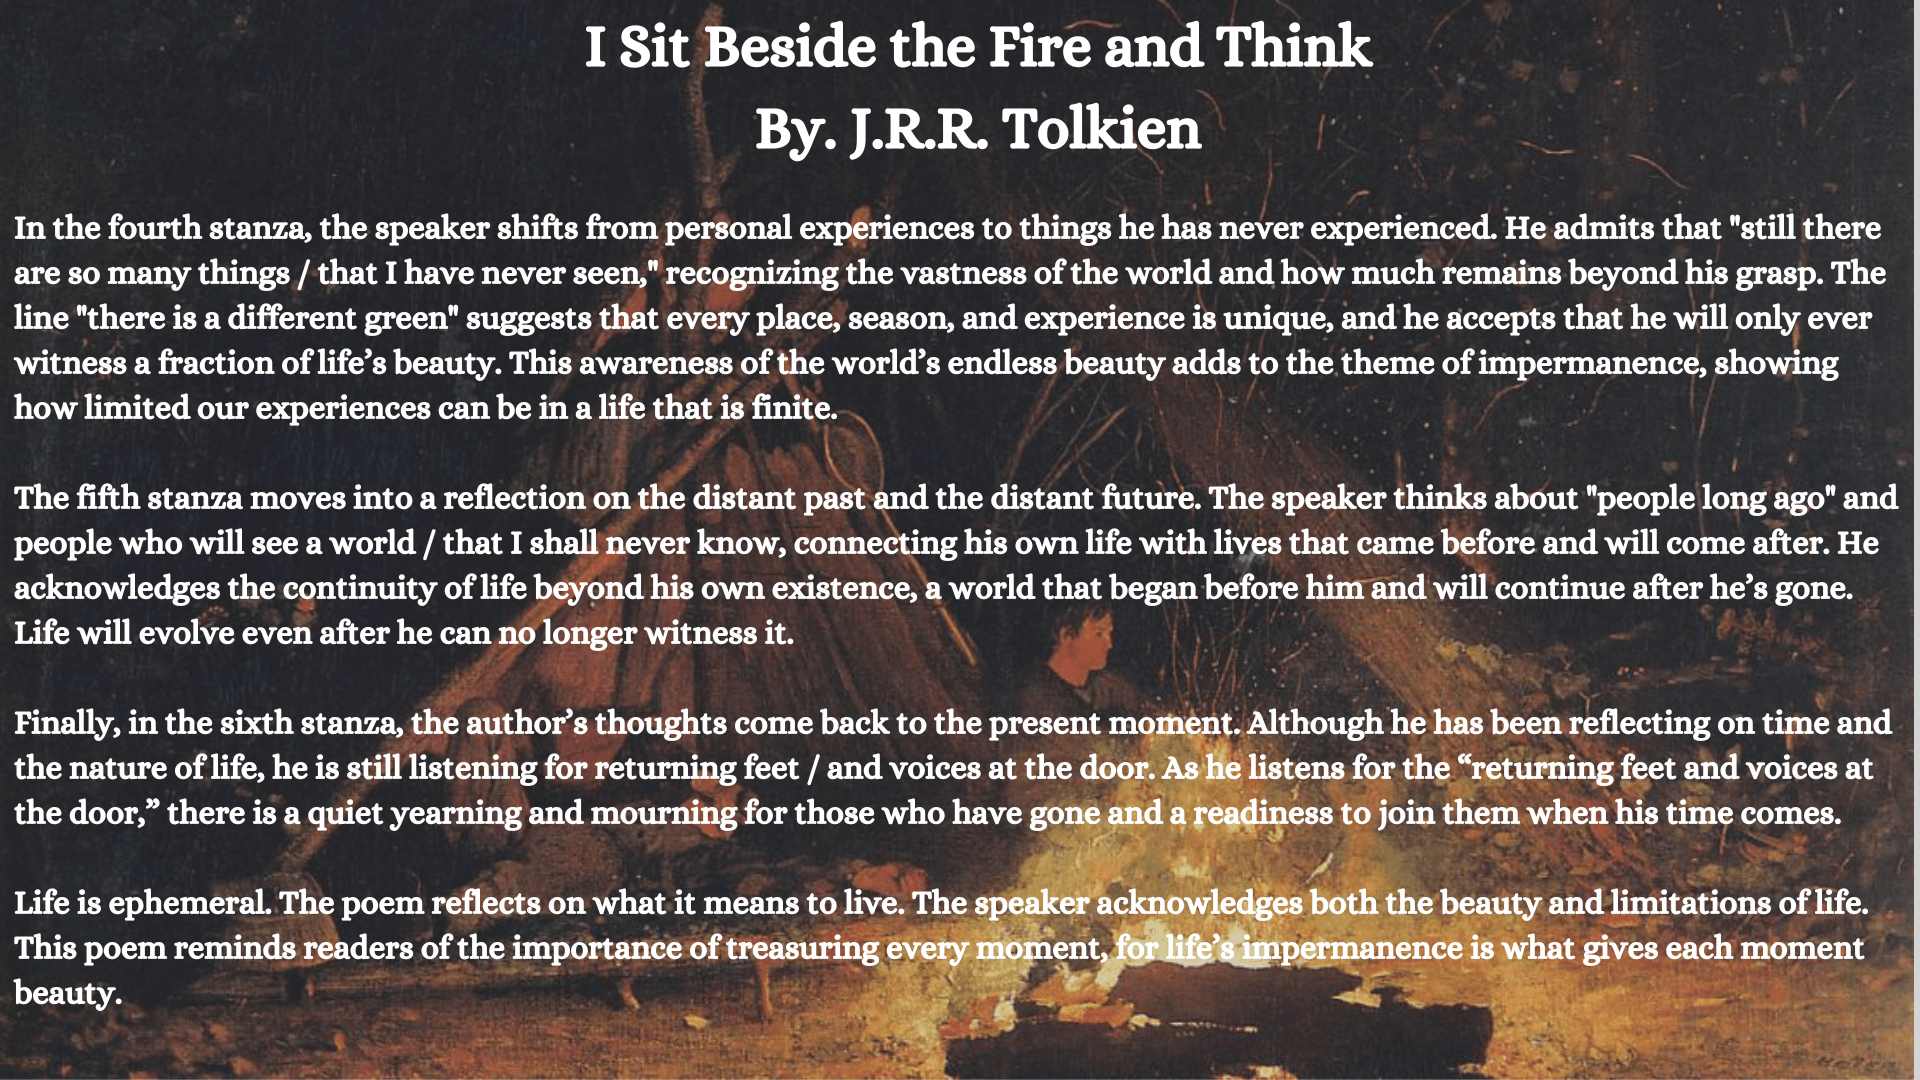 I Sit Beside the Fire and Think
By. J.R.R. Tolkien
In the fourth stanza, the speaker shifts from personal experiences to things he has never experienced. He admits that "still there
are so many things / that I have never seen," recognizing the vastness of the world and how much remains beyond his grasp. The
line "there is a different green" suggests that every place, season, and experience is unique, and he accepts that he will only ever
witness a fraction of life’s beauty. This awareness of the world’s endless beauty adds to the theme of impermanence, showing
how limited our experiences can be in a life that is finite.
The fifth stanza moves into a reflection on the distant past and the distant future. The speaker thinks about "people long ago" and
people who will see a world / that I shall never know, connecting his own life with lives that came before and will come after. He
acknowledges the continuity of life beyond his own existence, a world that began before him and will continue after he’s gone.
Life will evolve even after he can no longer witness it.
Finally, in the sixth stanza, the author’s thoughts come back to the present moment. Although he has been reflecting on time and
the nature of life, he is still listening for returning feet / and voices at the door. As he listens for the “returning feet and voices at
the door,” there is a quiet yearning and mourning for those who have gone and a readiness to join them when his time comes.
Life is ephemeral. The poem reflects on what it means to live. The speaker acknowledges both the beauty and limitations of life.
This poem reminds readers of the importance of treasuring every moment, for life’s impermanence is what gives each moment
beauty.